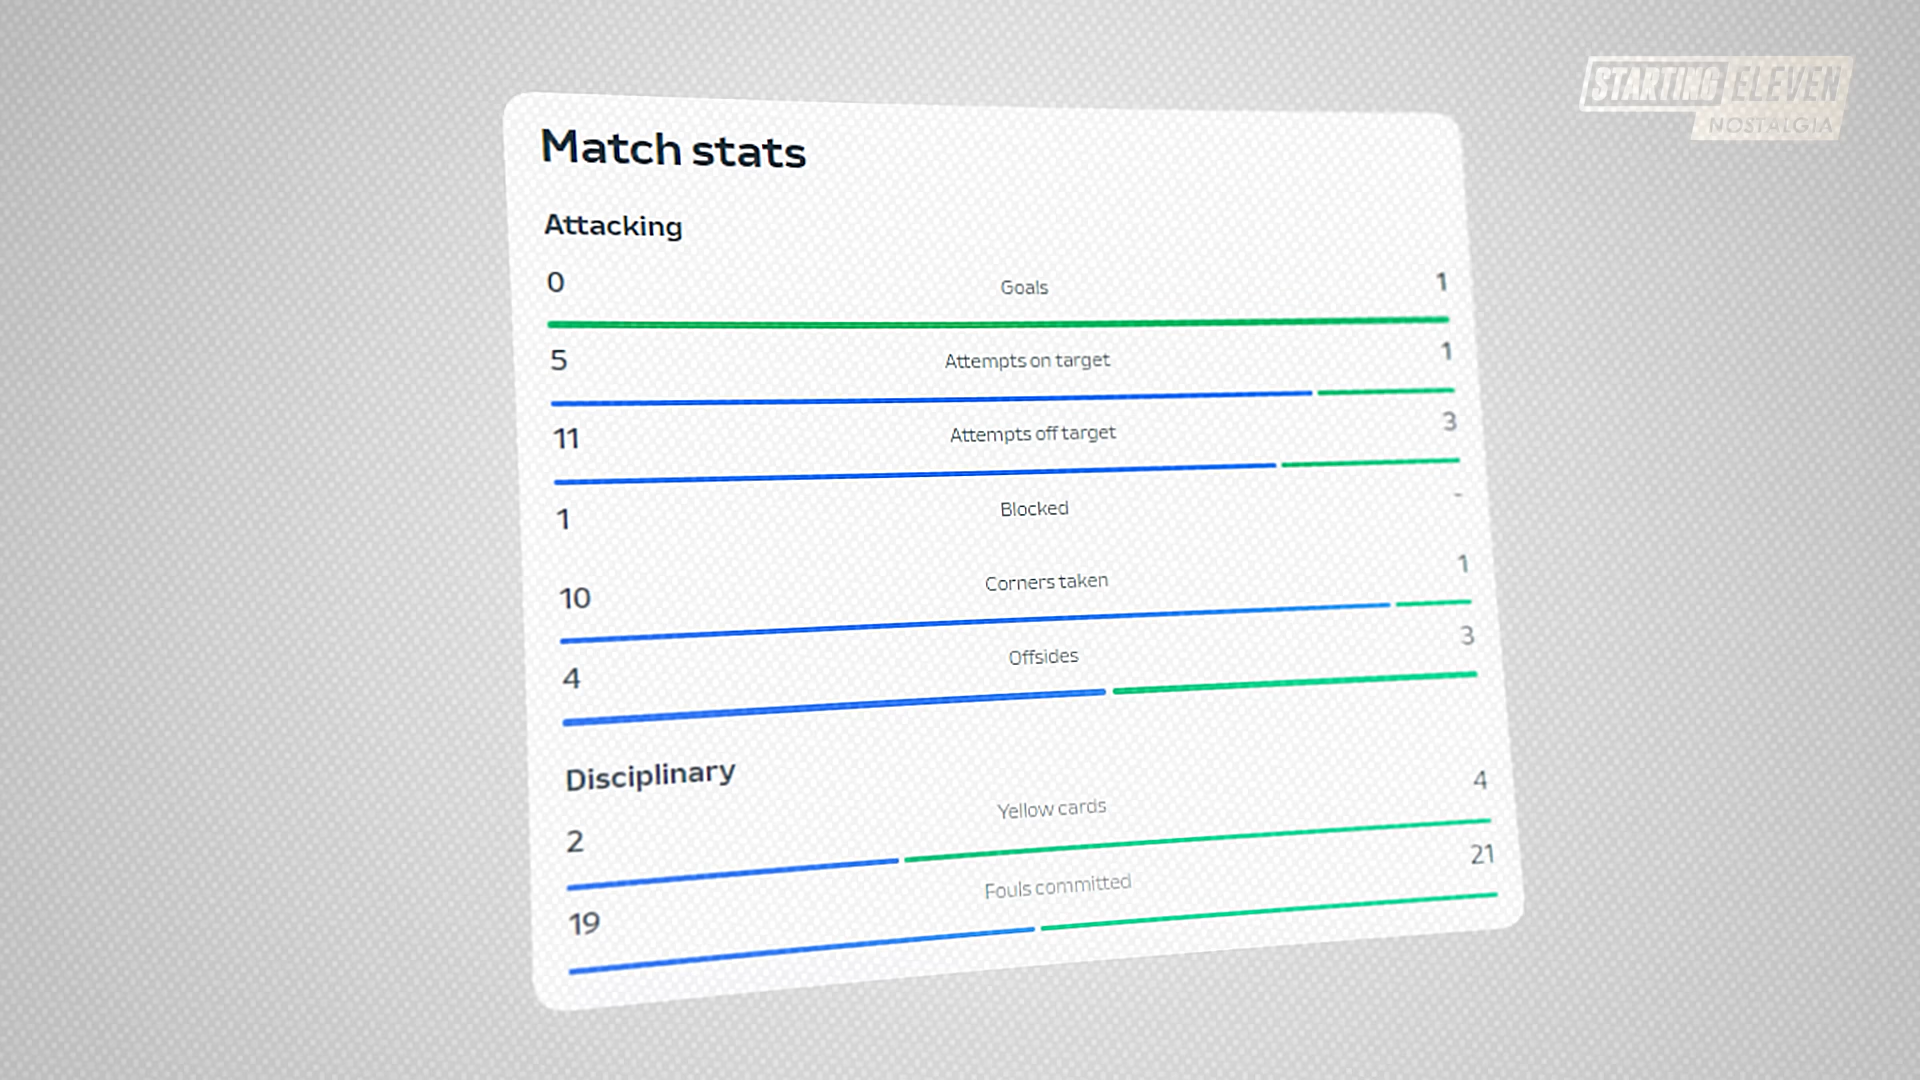 STARTING ELEVEN
NOSTALGIA
Match stats
Attacking
0 Goals 1
5 Attempts on target 1
11 Attempts off target 3
1 Blocked -
10 Corners taken 1
4 Offsides 3
Disciplinary
2 Yellow cards 4
19 Fouls committed 21